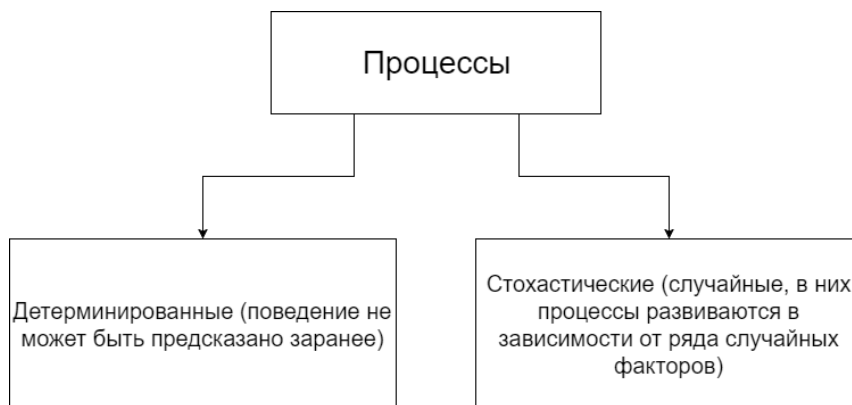 Процессы
Детерминированные (поведение не
может быть предсказано заранее)
Стохастические (случайные, в них
процессы развиваются в
зависимости от ряда случайных
факторов)